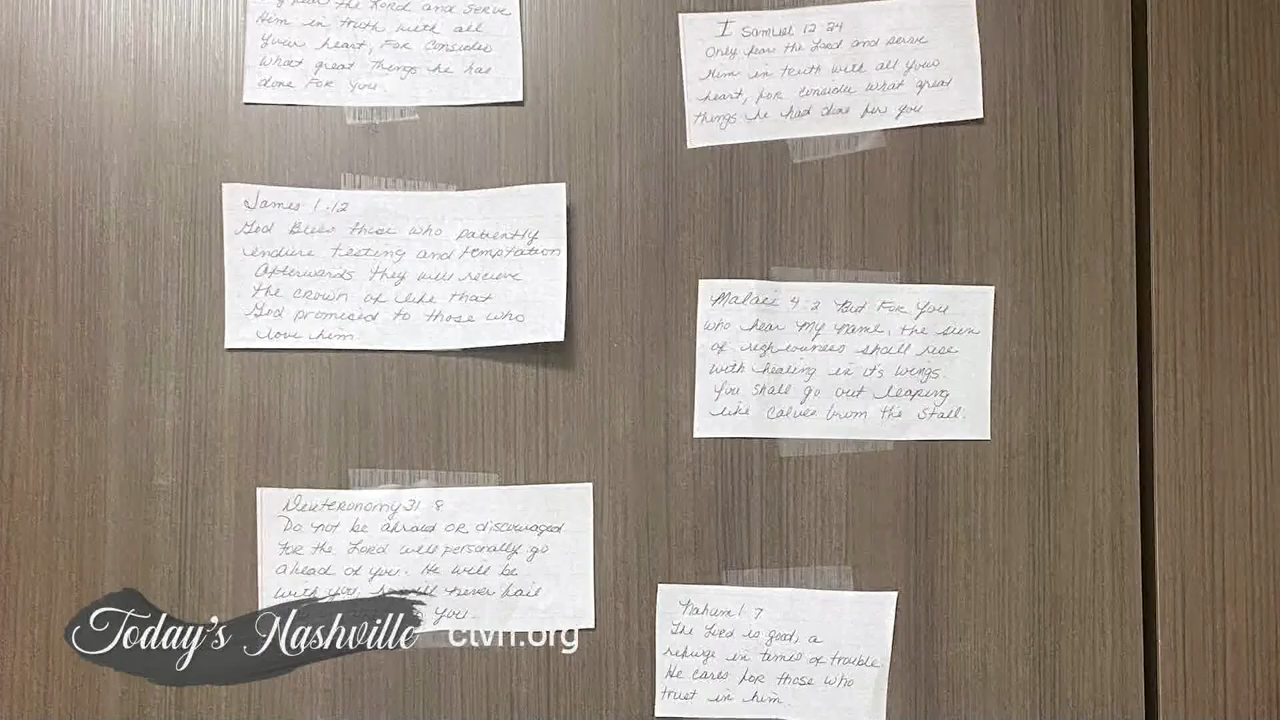 fear the Lord and serve
Him in truth with all
your heart, For consider
what great things he has
done For you.
I Samuel 12:24
Only fear the Lord and serve
Him in truth with all your
heart, for consider what great
things he had done for you
James 1:12
God Bless those who patiently
endure testing and temptation
Afterwards they will recieve
the crown of life that
God promised to those who
love him.
Malaci 4:2 But For You
who fear My name, the sun
of righteousness shall rise
with healing in it's wings.
You shall go out leaping
like calves from the stall.
Deuteronomy 31:8
Do not be afraid or discouraged
for the Lord will personally go
ahead of you. He will be
with you, will never fail
you.
Nahum 1:7
The Lord is good, a
refuge in times of trouble.
He cares for those who
trust in him.
Today's Nashville ctvn.org